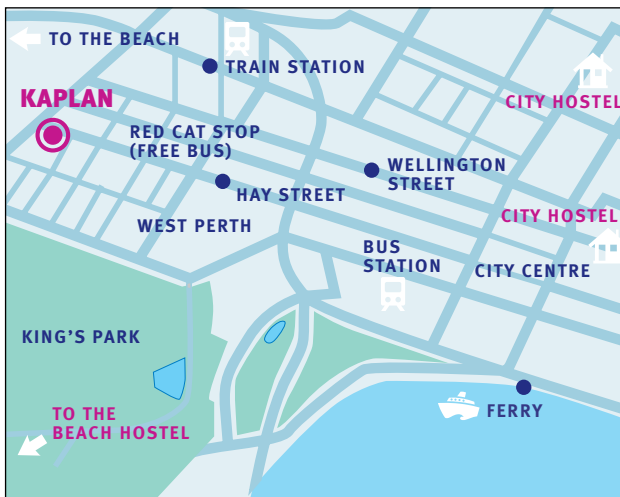 TO THE BEACH
TRAIN STATION
KAPLAN
CITY HOSTEL
RED CAT STOP
(FREE BUS)
WELLINGTON
STREET
HAY STREET
CITY HOSTEL
WEST PERTH
BUS
STATION
CITY CENTRE
KING'S PARK
TO THE
BEACH HOSTEL
FERRY